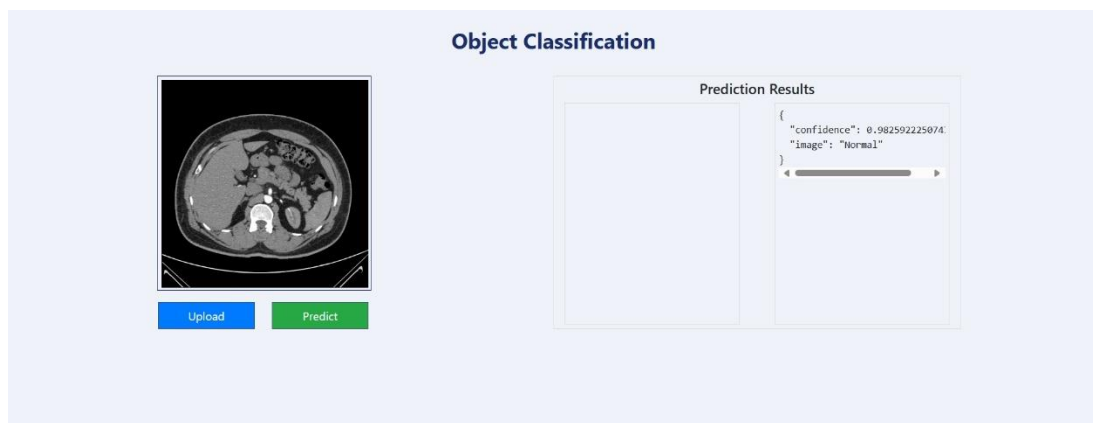 Object Classification
Prediction Results
{
"confidence": 0.982592225074
"image": "Normal"
}
Upload
Predict